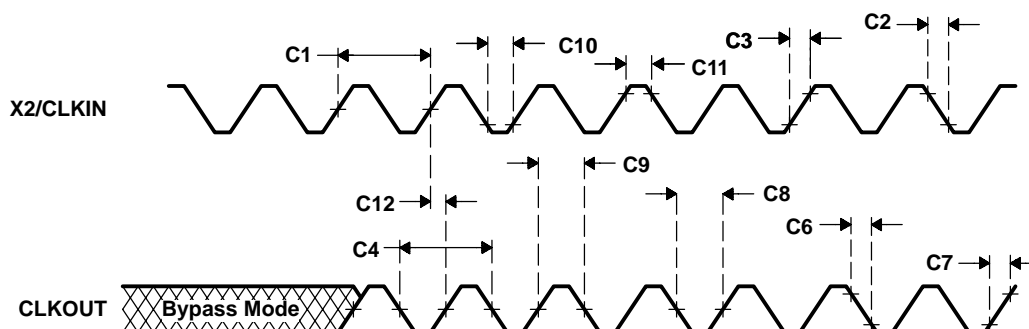 C1
C10
C3
C2
C11
X2/CLKIN
C9
C8
C12
C6
C4
C7
CLKOUT
Bypass Mode